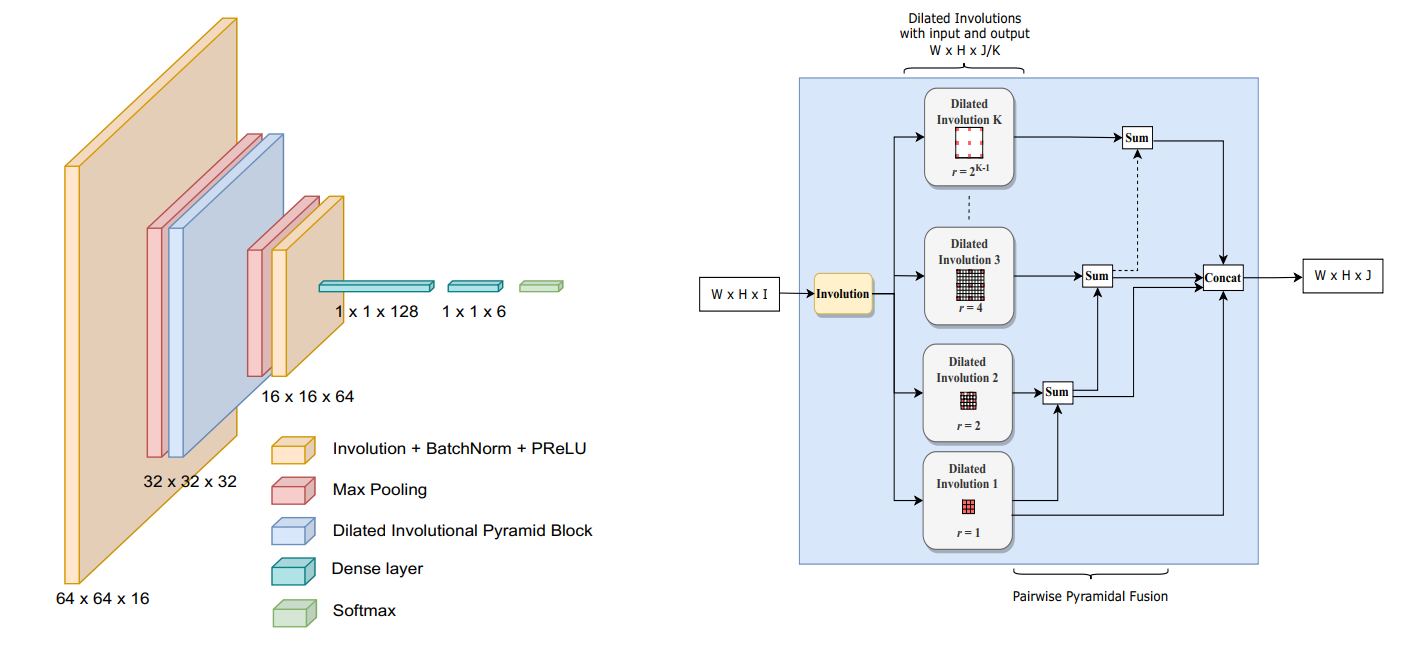 1 x 1 x 128
1 x 1 x 6
16 x 16 x 64
32 x 32 x 32
64 x 64 x 16
Involution + BatchNorm + PReLU
Max Pooling
Dilated Involutional Pyramid Block
Dense layer
Softmax
Dilated Involutions
with input and output
W x H x J/K
W x H x I
Involution
Dilated
Involution K
r = 2^{K-1}
Dilated
Involution 3
r = 4
Dilated
Involution 2
r = 2
Dilated
Involution 1
r = 1
Sum
Sum
Sum
Concat
W x H x J
Pairwise Pyramidal Fusion